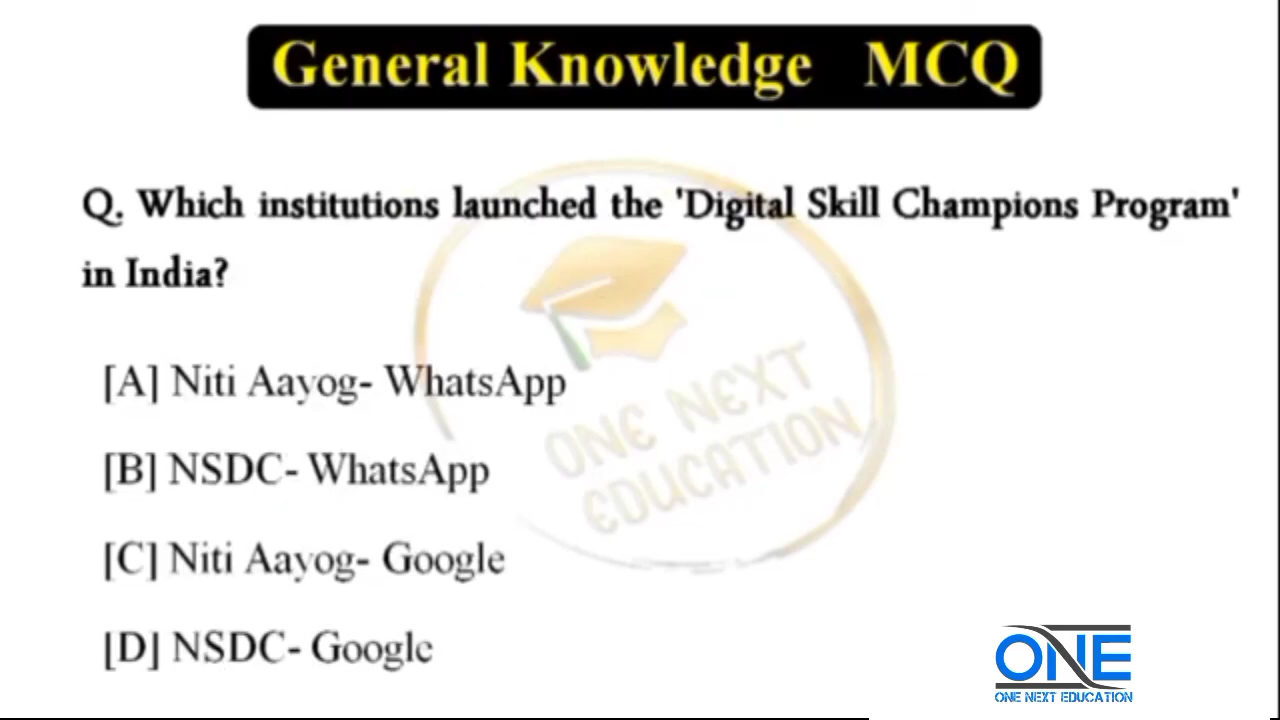 General Knowledge MCQ
Q. Which institutions launched the 'Digital Skill Champions Program'
in India?
[A] Niti Aayog- WhatsApp
[B] NSDC- WhatsApp
[C] Niti Aayog- Google
[D] NSDC- Google
ONE NEXT
EDUCATION
ONE
ONE NEXT EDUCATION